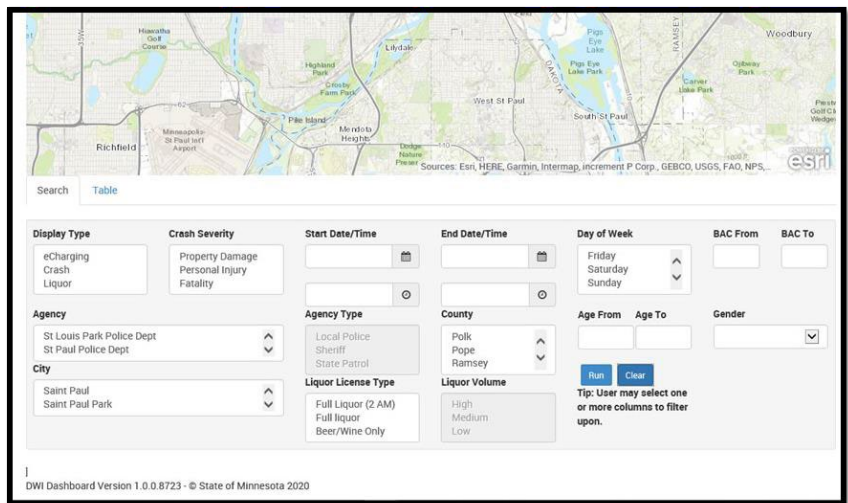 Hiawatha
Golf
Course
Lilydale
Highland
Park
Crosby
Farm Park
Pigs
Eye
Lake
Pigs Eye
Lake Park
RAMSEY
DAKOTA
Woodbury
Ojibway
Park
Carver
Lake Park
35W
62
Pike Island
West St Paul
South St Paul
Mendota
Heights
Minneapolis-
St Paul Int'l
Airport
Richfield
110
Dodge
Nature
Preser
Golf Cl
Wedgew
Sources: Esri, HERE, Garmin, Intermap, increment P Corp., GEBCO, USGS, FAO, NPS,...
esri
Search Table
Display Type Crash Severity Start Date/Time End Date/Time Day of Week BAC From BAC To
eCharging Property Damage Friday
Crash Personal Injury Saturday
Liquor Fatality Sunday
Agency Agency Type County Age From Age To Gender
St Louis Park Police Dept Local Police Polk
St Paul Police Dept Sheriff Pope
State Patrol Ramsey
City Liquor License Type Liquor Volume Run Clear
Saint Paul Full Liquor (2 AM) High Tip: User may select one
Saint Paul Park Full liquor Medium or more columns to filter
Beer/Wine Only Low upon.
]
DWI Dashboard Version 1.0.0.8723 - © State of Minnesota 2020